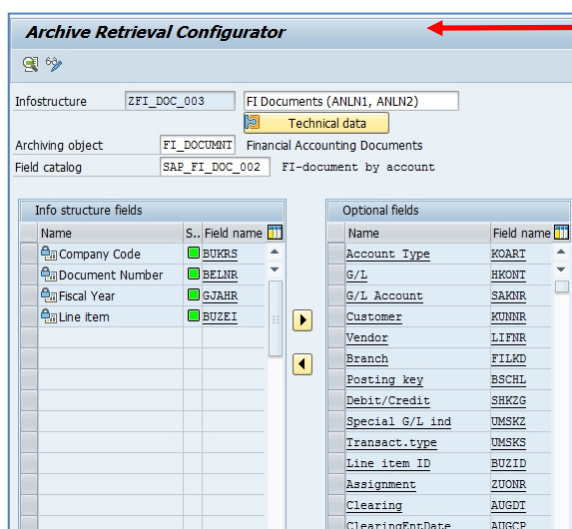 Archive Retrieval Configurator
Infostructure ZFI_DOC_003 FI Documents (ANLN1, ANLN2)
Technical data
Archiving object FI_DOCUMNT Financial Accounting Documents
Field catalog SAP_FI_DOC_002 FI-document by account
Info structure fields
Name S.. Field name
Company Code BUKRS
Document Number BELNR
Fiscal Year GJAHR
Line item BUZEI
Optional fields
Name Field name
Account Type KOART
G/L HKONT
G/L Account SAKNR
Customer KUNNR
Vendor LIFNR
Branch FILKD
Posting key BSCHL
Debit/Credit SHKZG
Special G/L ind UMSKZ
Transact.type UMSKS
Line item ID BUZID
Assignment ZUONR
Clearing AUGDT
ClearingEntDate AUGCP